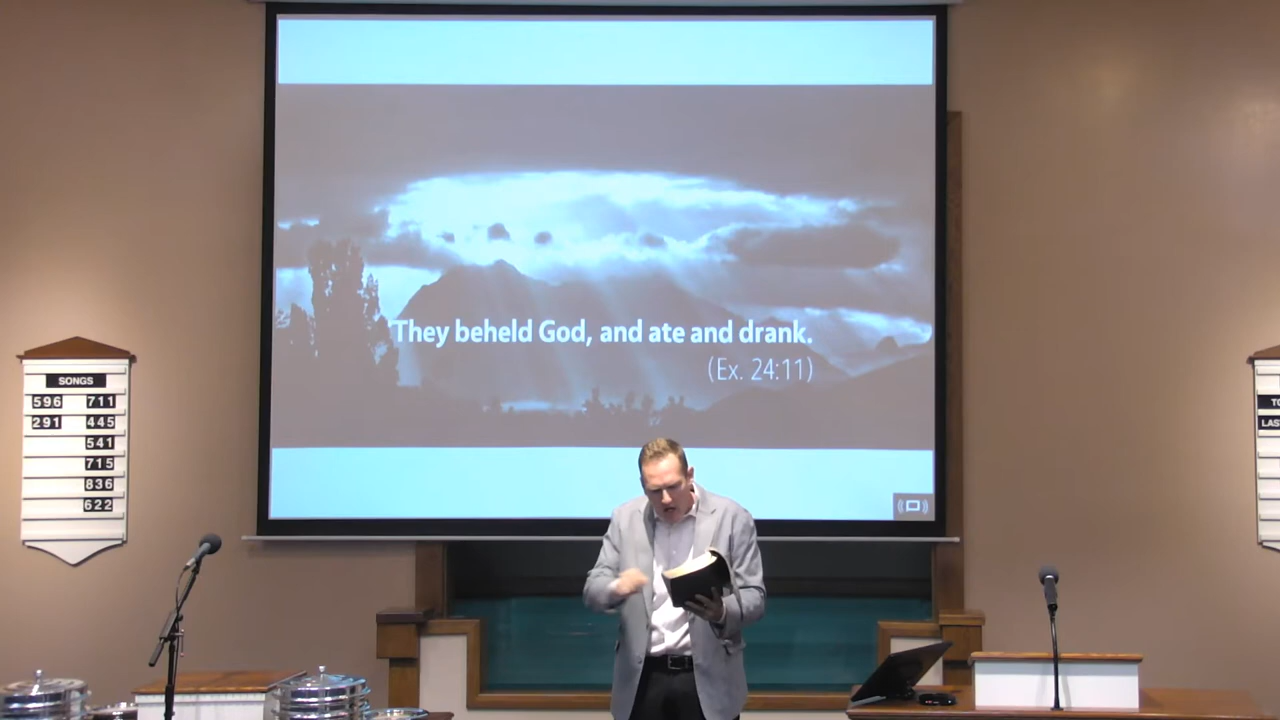 They beheld God, and ate and drank.
(Ex. 24:11)
SONGS
596 711
291 445
541
715
836
622